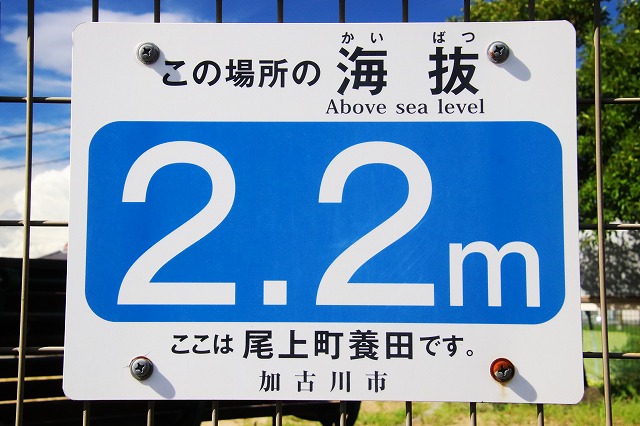 かい ばつ
この場所の 海抜
Above sea level
2.2m
ここは 尾上町養田です。
加古川市